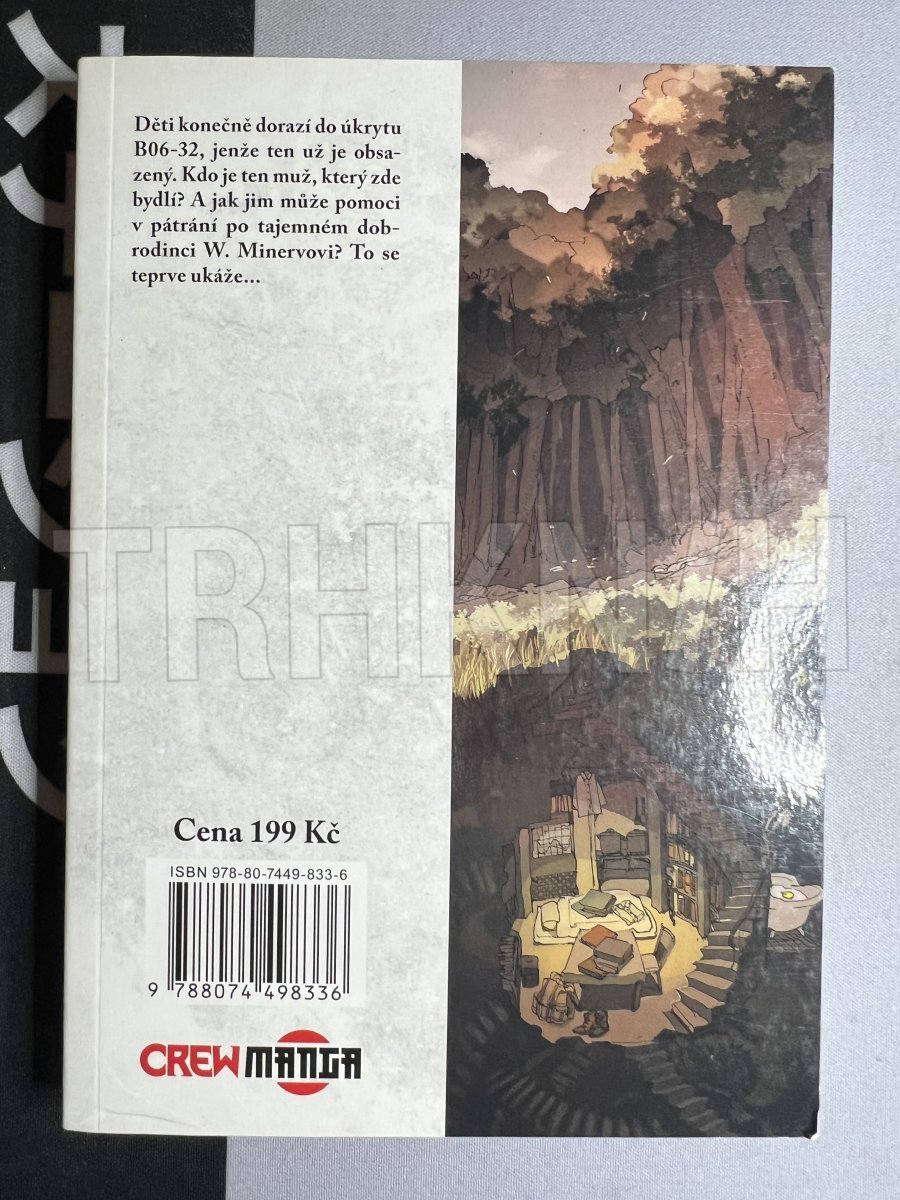 Děti konečně dorazí do úkrytu
B06-32, jenže ten už je obsa-
zený. Kdo je ten muž, který zde
bydlí? A jak jim může pomoci
v pátrání po tajemném dob-
rodinci W. Minervovi? To se
teprve ukáže...
TRHKNIH
Cena 199 Kč
ISBN 978-80-7449-833-6
9 788074 498336
CREW MANGA